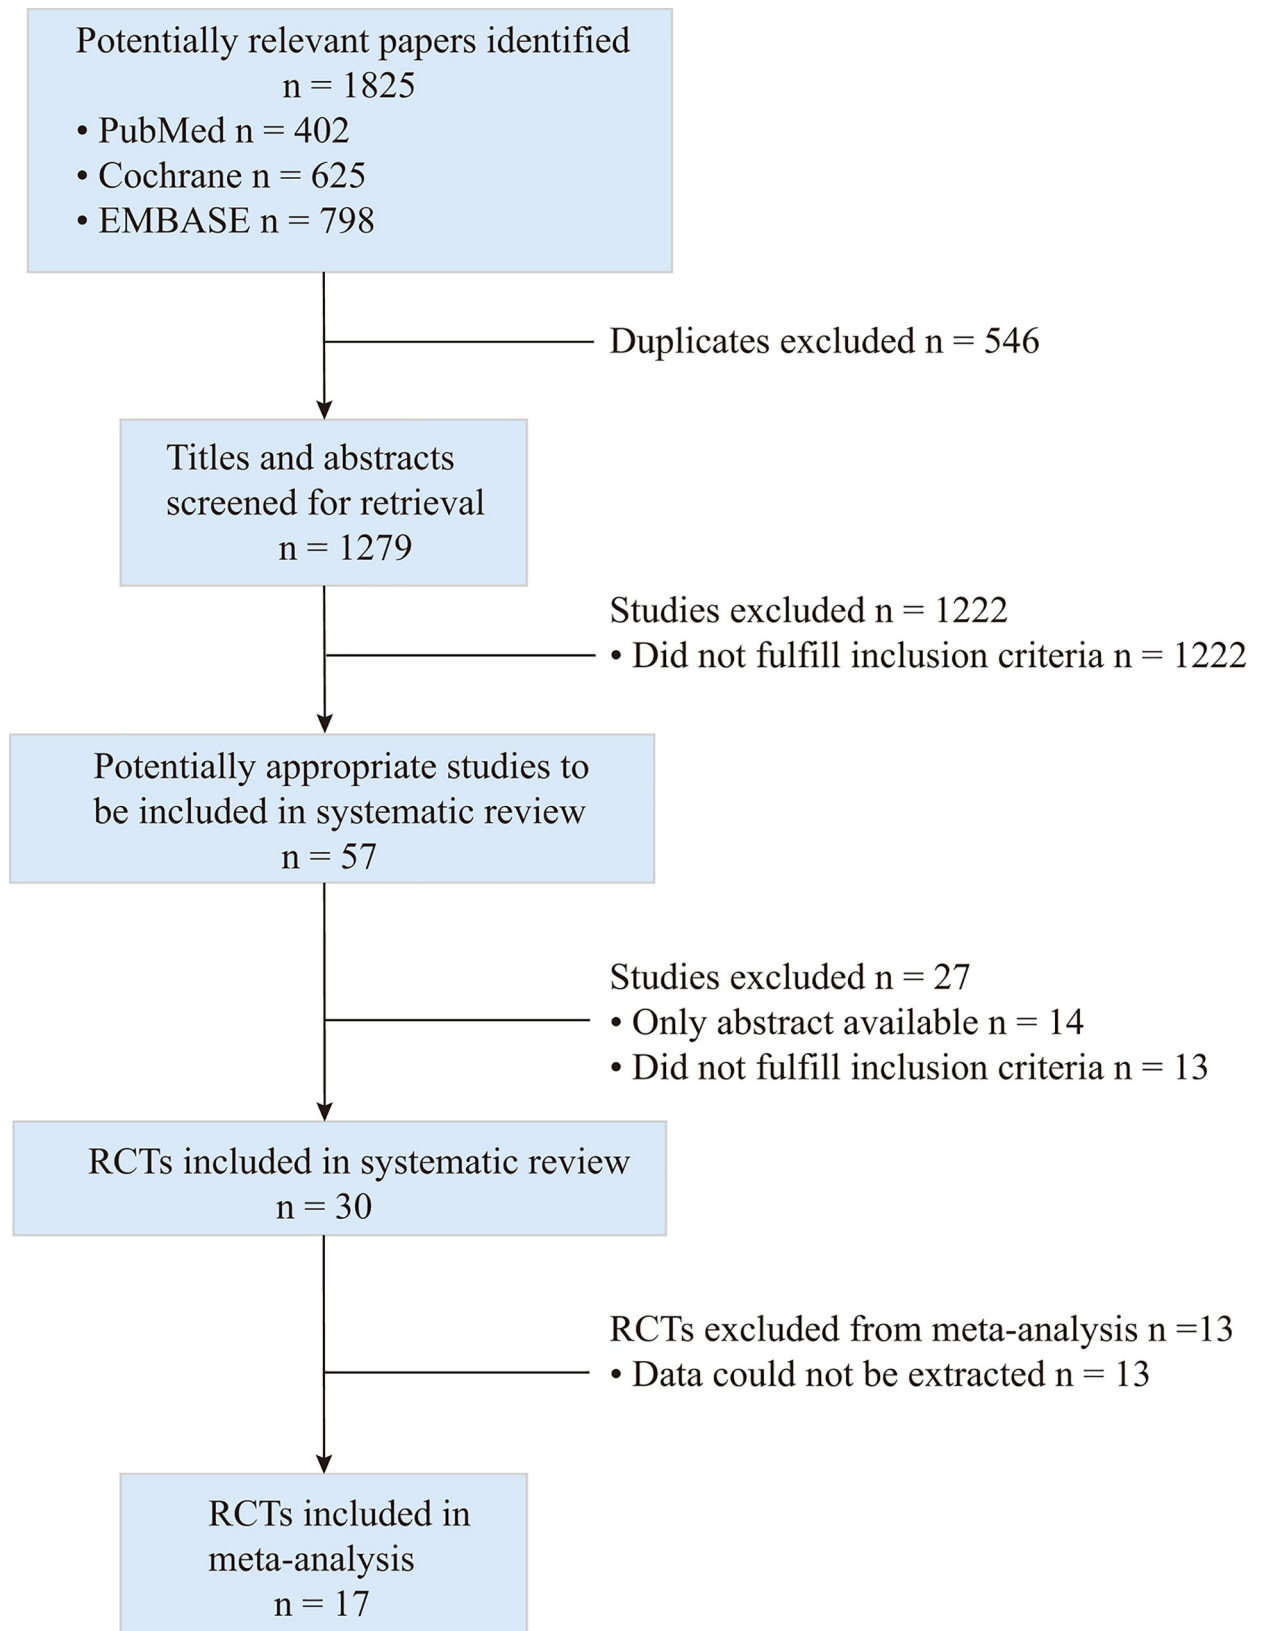 Potentially relevant papers identified
n = 1825
• PubMed n = 402
• Cochrane n = 625
• EMBASE n = 798
Duplicates excluded n = 546
Titles and abstracts
screened for retrieval
n = 1279
Studies excluded n = 1222
• Did not fulfill inclusion criteria n = 1222
Potentially appropriate studies to
be included in systematic review
n = 57
Studies excluded n = 27
• Only abstract available n = 14
• Did not fulfill inclusion criteria n = 13
RCTs included in systematic review
n = 30
RCTs excluded from meta-analysis n =13
• Data could not be extracted n = 13
RCTs included in
meta-analysis
n = 17